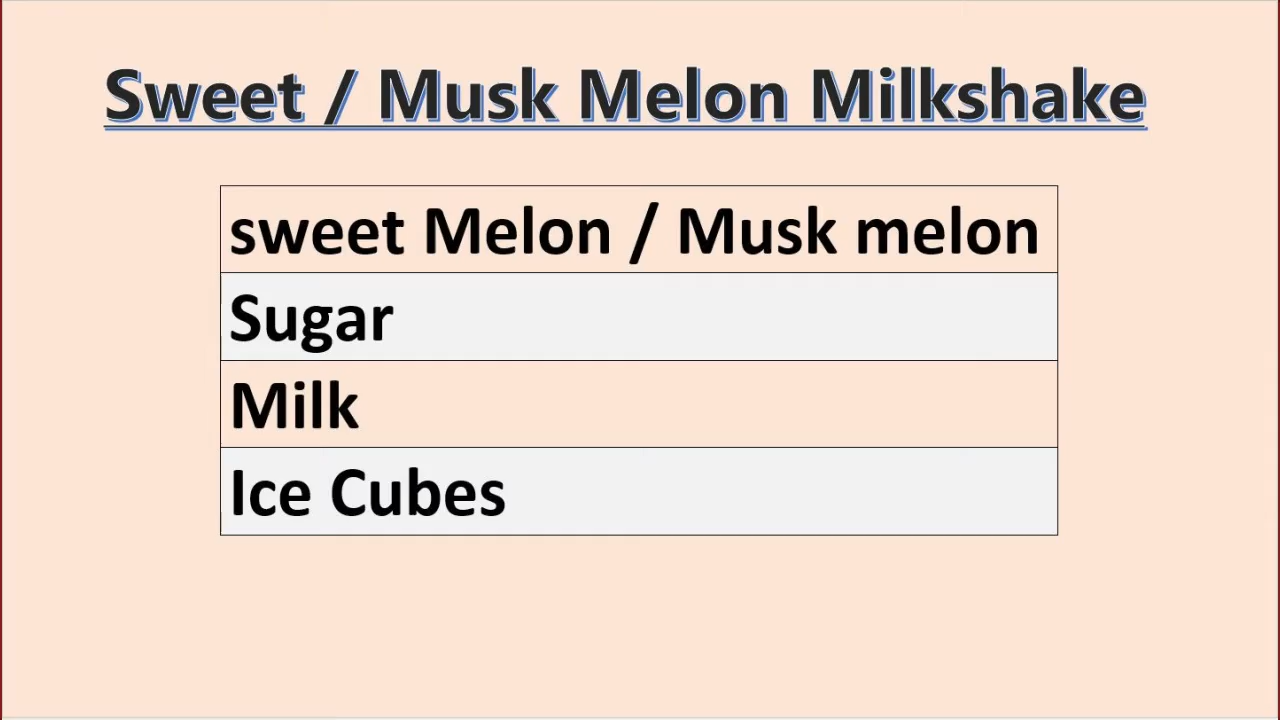 Sweet / Musk Melon Milkshake
sweet Melon / Musk melon
Sugar
Milk
Ice Cubes